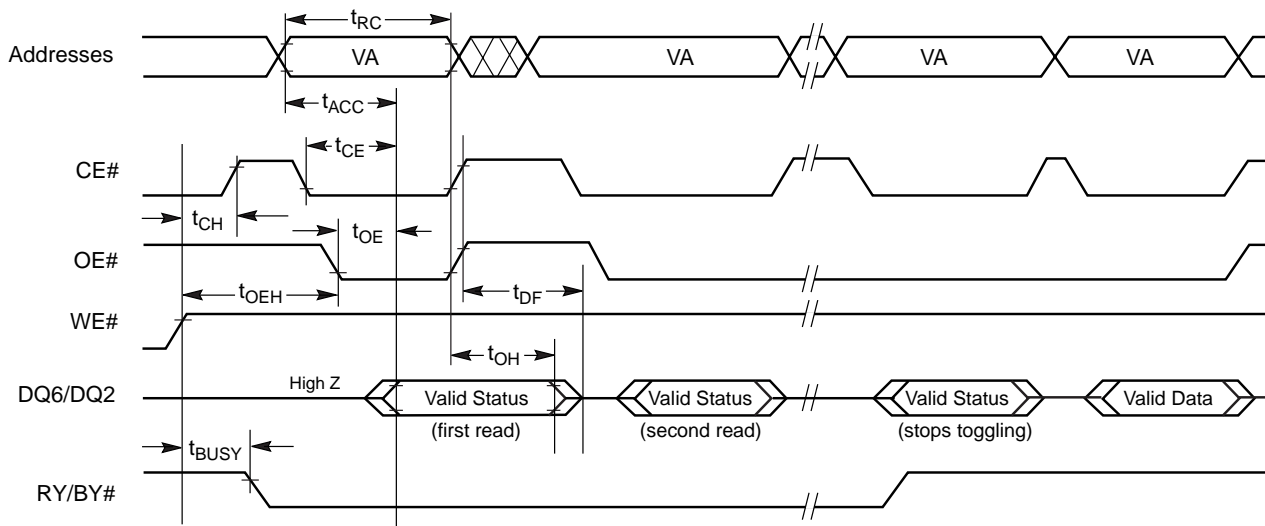 tRC
Addresses VA VA VA VA
tACC
tCE
CE#
tCH tOE
OE#
tOEH tDF
WE#
tOH
High Z
DQ6/DQ2 Valid Status Valid Status Valid Status Valid Data
(first read) (second read) (stops toggling)
tBUSY
RY/BY#